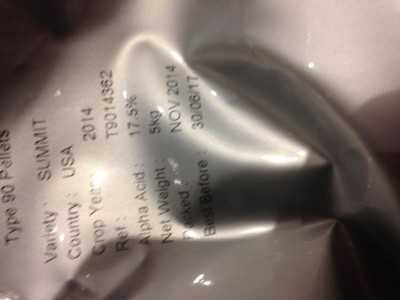 Type 90 Pellets
Variety : SUMMIT
Country : USA
Crop Year : 2014
Ref : T9014362
Alpha Acid : 17.5%
Net Weight : 5kg
Packed : NOV 2014
Best Before : 30/06/17